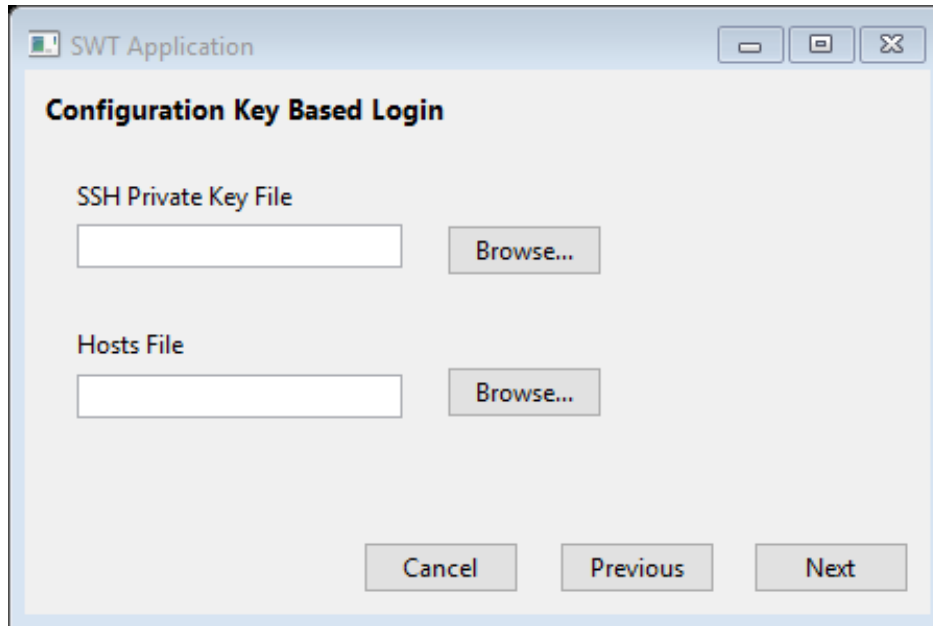 SWT Application
Configuration Key Based Login
SSH Private Key File
Browse...
Hosts File
Browse...
Cancel Previous Next